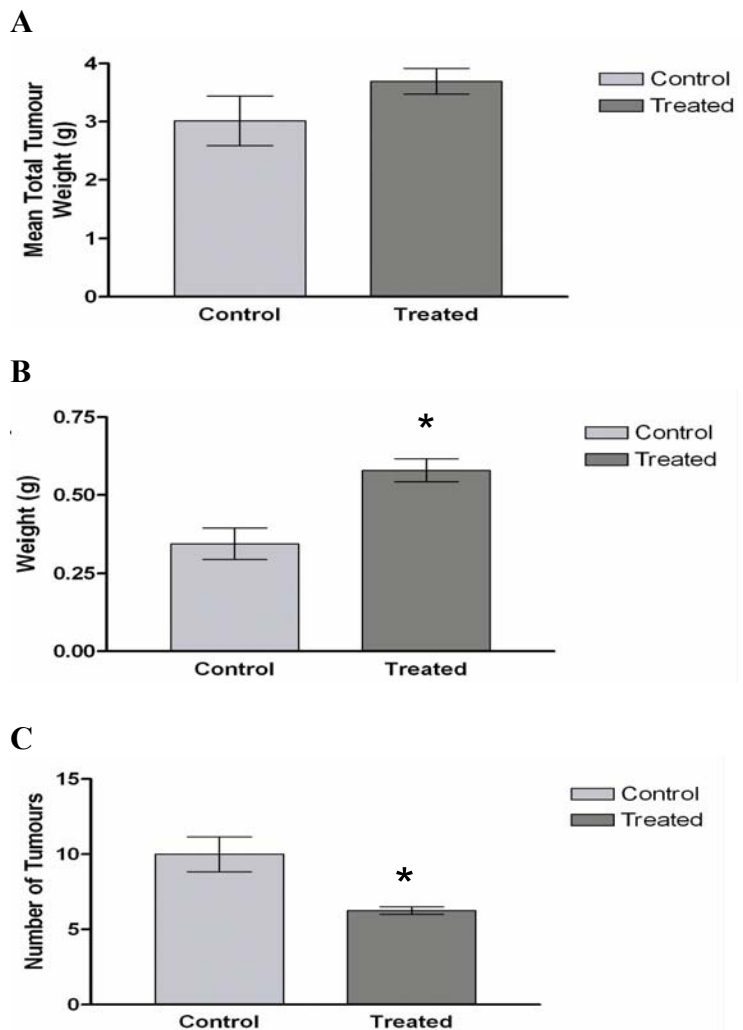 A
Mean Total Tumour
Weight (g)
4
3
2
1
0
Control
Treated
Control
Treated
B
Weight (g)
0.75
0.50
0.25
0.00
*
Control
Treated
Control
Treated
C
Number of Tumours
15
10
5
0
*
Control
Treated
Control
Treated